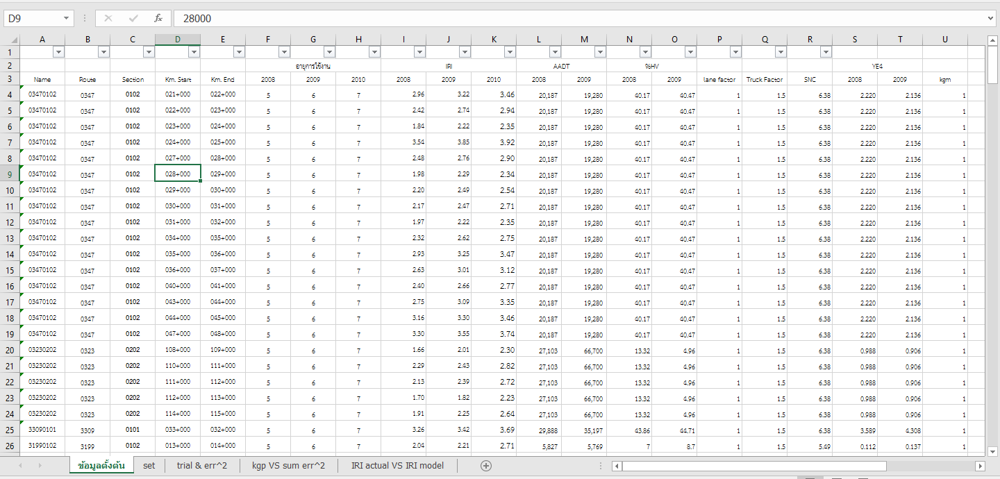 D9 fx 28000
A B C D E F G H I J K L M N O P Q R S T U
1
2 อายุการใช้งาน IRI AADT %HV YE4
3 Name Route Section Km. Start Km. End 2008 2009 2010 2008 2009 2010 2008 2009 2008 2009 lane factor Truck Factor SNC 2008 2009 kgm
4 03470102 0347 0102 021+000 022+000 5 6 7 2.96 3.22 3.46 20,187 19,280 40.17 40.47 1 1.5 6.38 2.220 2.136 1
5 03470102 0347 0102 022+000 023+000 5 6 7 2.42 2.74 2.94 20,187 19,280 40.17 40.47 1 1.5 6.38 2.220 2.136 1
6 03470102 0347 0102 023+000 024+000 5 6 7 1.84 2.22 2.35 20,187 19,280 40.17 40.47 1 1.5 6.38 2.220 2.136 1
7 03470102 0347 0102 024+000 025+000 5 6 7 3.54 3.85 3.92 20,187 19,280 40.17 40.47 1 1.5 6.38 2.220 2.136 1
8 03470102 0347 0102 027+000 028+000 5 6 7 2.48 2.76 2.90 20,187 19,280 40.17 40.47 1 1.5 6.38 2.220 2.136 1
9 03470102 0347 0102 028+000 029+000 5 6 7 1.98 2.29 2.34 20,187 19,280 40.17 40.47 1 1.5 6.38 2.220 2.136 1
10 03470102 0347 0102 029+000 030+000 5 6 7 2.20 2.49 2.54 20,187 19,280 40.17 40.47 1 1.5 6.38 2.220 2.136 1
11 03470102 0347 0102 030+000 031+000 5 6 7 2.17 2.47 2.71 20,187 19,280 40.17 40.47 1 1.5 6.38 2.220 2.136 1
12 03470102 0347 0102 031+000 032+000 5 6 7 1.97 2.22 2.35 20,187 19,280 40.17 40.47 1 1.5 6.38 2.220 2.136 1
13 03470102 0347 0102 034+000 035+000 5 6 7 2.32 2.62 2.75 20,187 19,280 40.17 40.47 1 1.5 6.38 2.220 2.136 1
14 03470102 0347 0102 035+000 036+000 5 6 7 2.93 3.25 3.47 20,187 19,280 40.17 40.47 1 1.5 6.38 2.220 2.136 1
15 03470102 0347 0102 036+000 037+000 5 6 7 2.63 3.01 3.12 20,187 19,280 40.17 40.47 1 1.5 6.38 2.220 2.136 1
16 03470102 0347 0102 040+000 041+000 5 6 7 2.40 2.66 2.77 20,187 19,280 40.17 40.47 1 1.5 6.38 2.220 2.136 1
17 03470102 0347 0102 043+000 044+000 5 6 7 2.75 3.09 3.35 20,187 19,280 40.17 40.47 1 1.5 6.38 2.220 2.136 1
18 03470102 0347 0102 044+000 045+000 5 6 7 3.16 3.30 3.46 20,187 19,280 40.17 40.47 1 1.5 6.38 2.220 2.136 1
19 03470102 0347 0102 047+000 048+000 5 6 7 3.30 3.55 3.74 20,187 19,280 40.17 40.47 1 1.5 6.38 2.220 2.136 1
20 03230202 0323 0202 108+000 109+000 5 6 7 1.66 2.01 2.30 27,103 66,700 13.32 4.96 1 1.5 6.38 0.988 0.906 1
21 03230202 0323 0202 110+000 111+000 5 6 7 2.29 2.43 2.82 27,103 66,700 13.32 4.96 1 1.5 6.38 0.988 0.906 1
22 03230202 0323 0202 111+000 112+000 5 6 7 2.13 2.39 2.72 27,103 66,700 13.32 4.96 1 1.5 6.38 0.988 0.906 1
23 03230202 0323 0202 112+000 113+000 5 6 7 1.70 1.82 2.23 27,103 66,700 13.32 4.96 1 1.5 6.38 0.988 0.906 1
24 03230202 0323 0202 114+000 115+000 5 6 7 1.91 2.25 2.64 27,103 66,700 13.32 4.96 1 1.5 6.38 0.988 0.906 1
25 33090101 3309 0101 033+000 032+000 5 6 7 3.26 3.42 3.69 29,888 35,197 43.86 44.71 1 1.5 6.38 3.589 4.308 1
26 31990102 3199 0102 013+000 014+000 5 6 7 2.04 2.21 2.71 5,827 5,769 7 8.7 1 1.5 5.49 0.112 0.137 1
ข้อมูลตั้งต้น set trial & err^2 kgp VS sum err^2 IRI actual VS IRI model